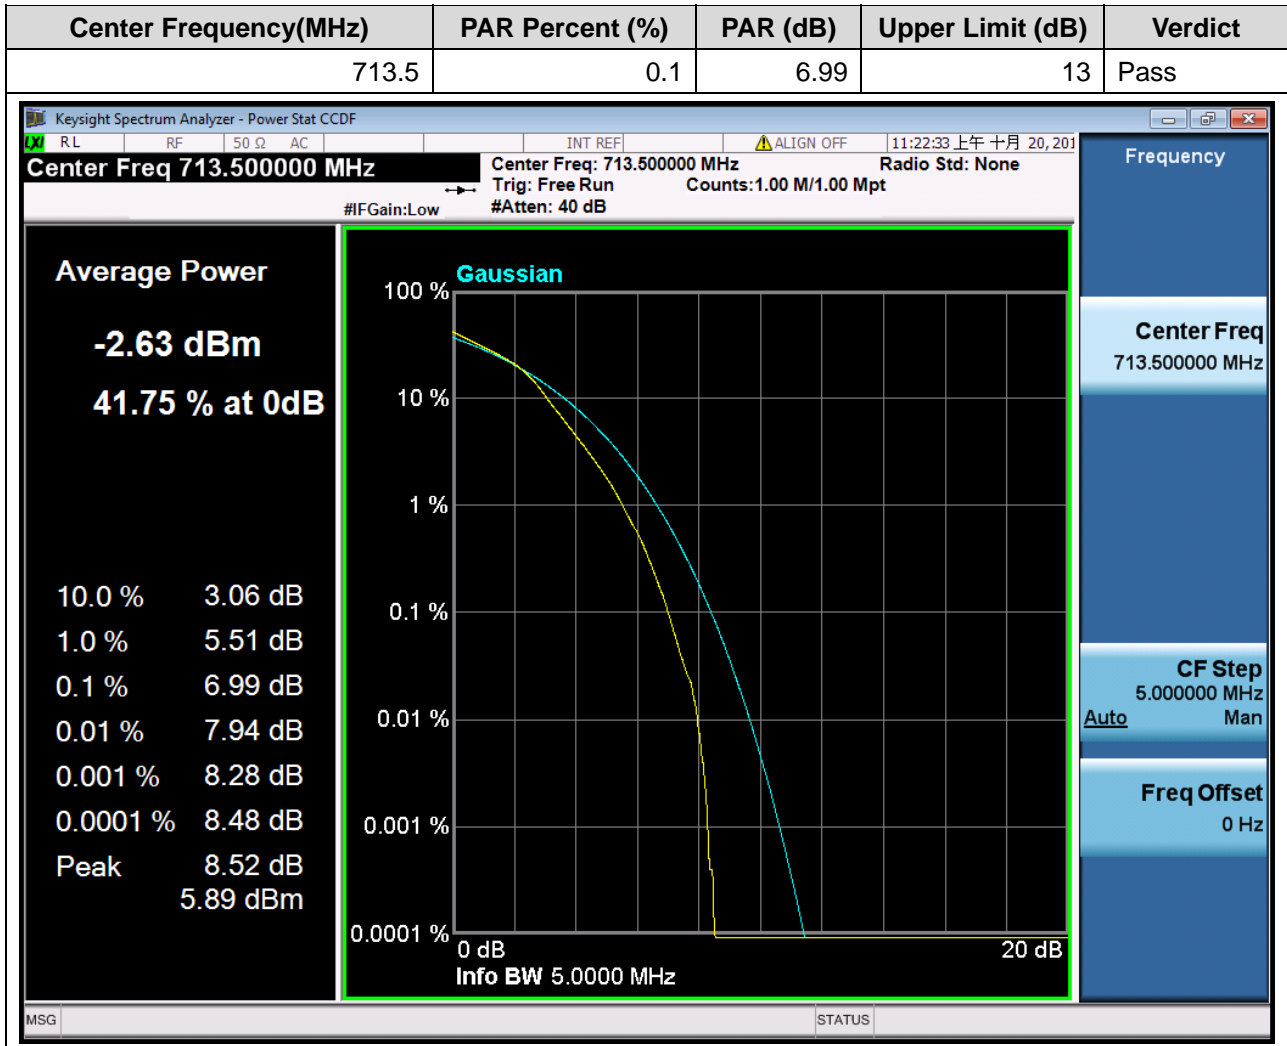 Center Frequency(MHz) PAR Percent (%) PAR (dB) Upper Limit (dB) Verdict
713.5 0.1 6.99 13 Pass
Keysight Spectrum Analyzer - Power Stat CCDF
LXI RL RF 50 Ω AC INT REF ALIGN OFF 11:22:33 上午 十月 20, 201
Center Freq 713.500000 MHz
Center Freq: 713.500000 MHz Radio Std: None
Trig: Free Run Counts:1.00 M/1.00 Mpt
#IFGain:Low #Atten: 40 dB
Frequency
Average Power
-2.63 dBm
41.75 % at 0dB
10.0 % 3.06 dB
1.0 % 5.51 dB
0.1 % 6.99 dB
0.01 % 7.94 dB
0.001 % 8.28 dB
0.0001 % 8.48 dB
Peak 8.52 dB
5.89 dBm
Gaussian
100 %
10 %
1 %
0.1 %
0.01 %
0.001 %
0.0001 %
0 dB 20 dB
Info BW 5.0000 MHz
Center Freq
713.500000 MHz
CF Step
5.000000 MHz
Auto Man
Freq Offset
0 Hz
MSG STATUS